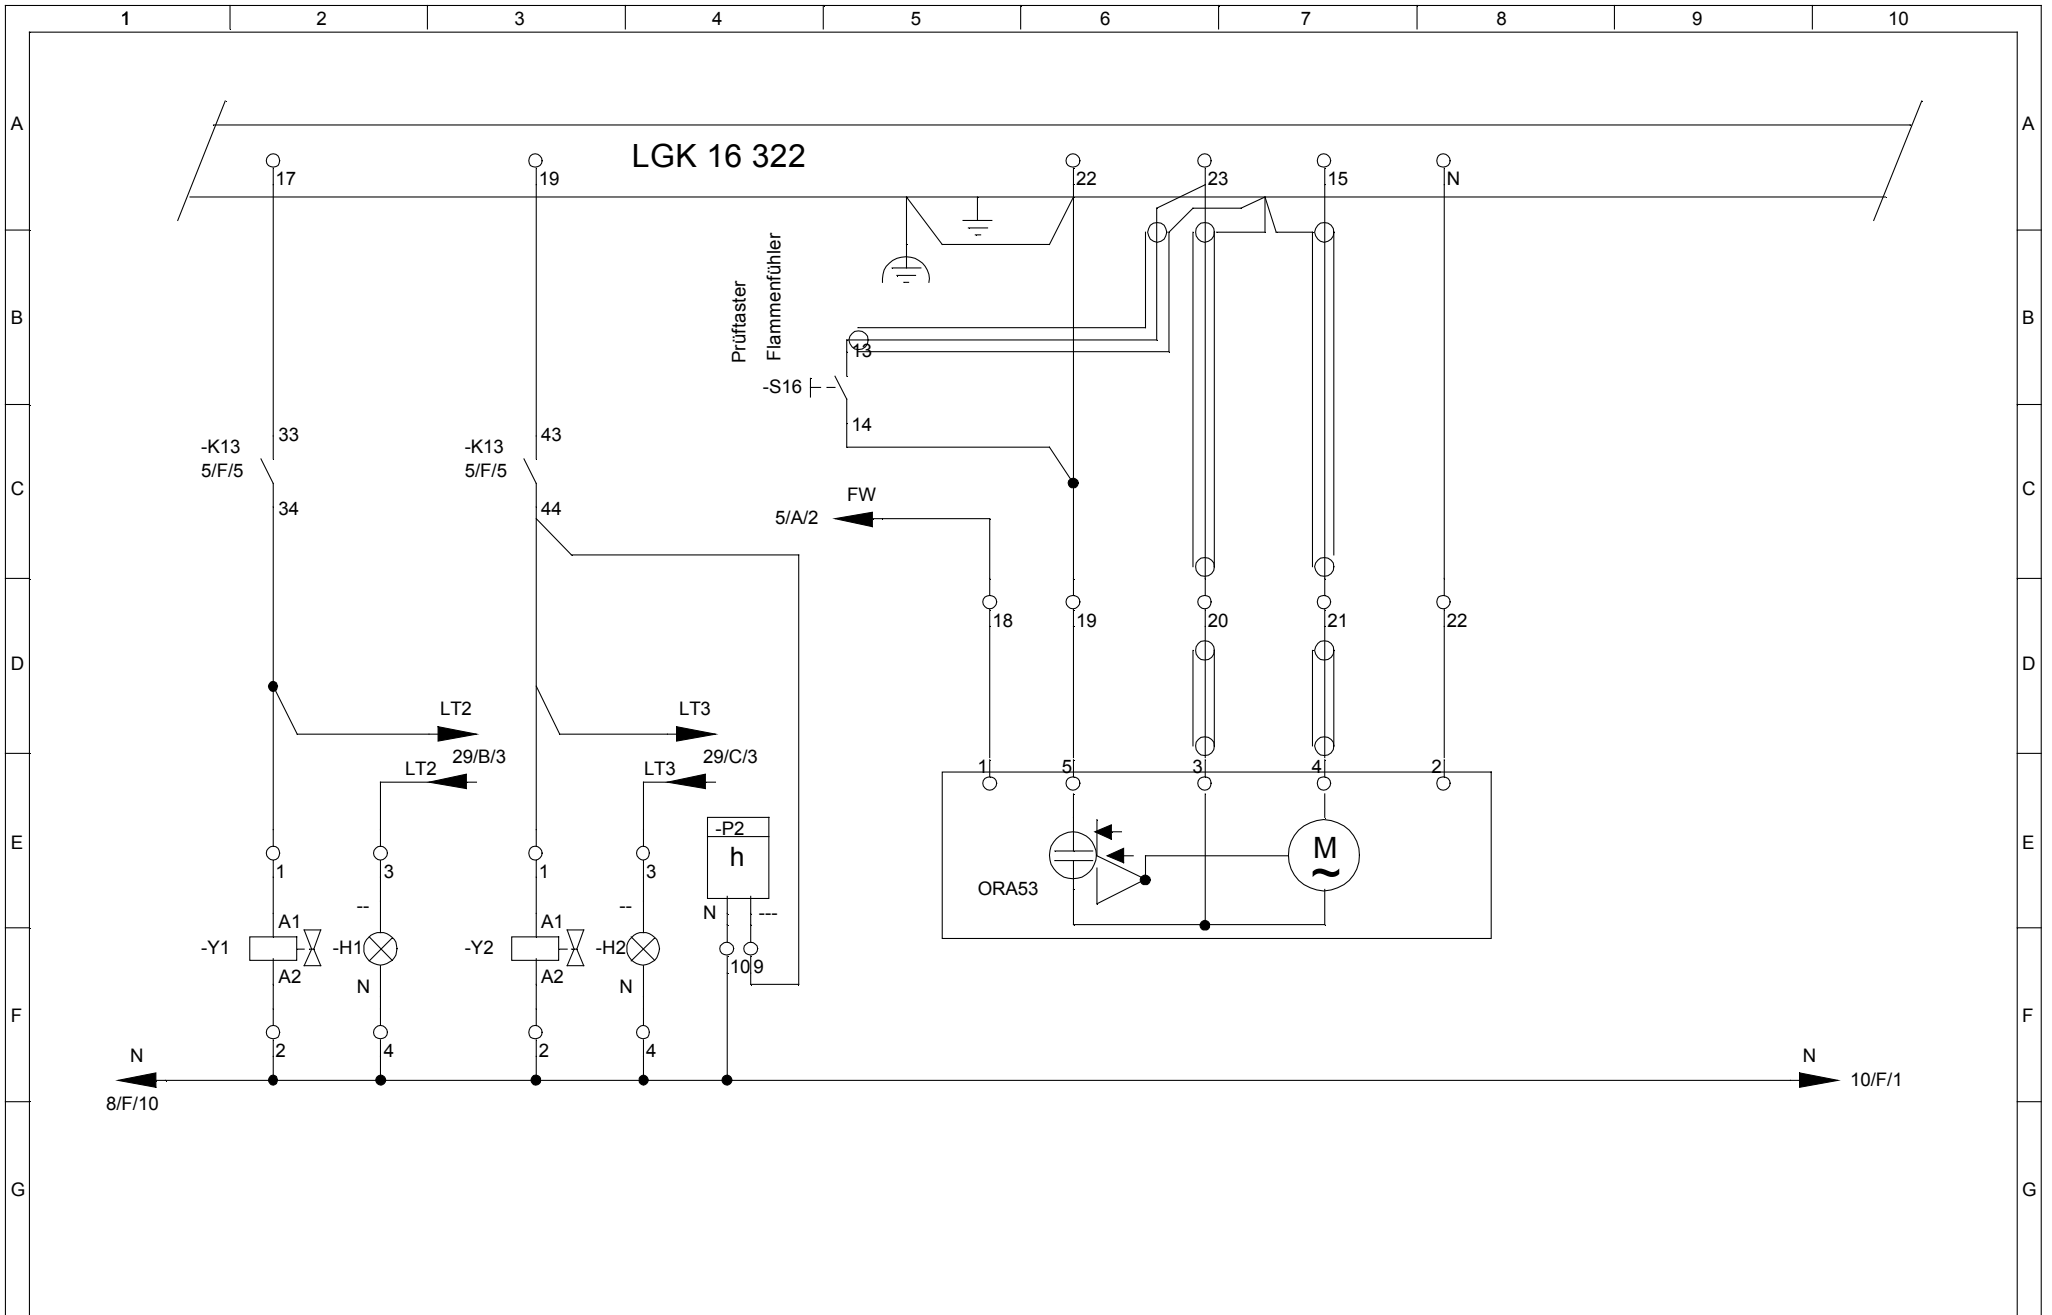 1 2 3 4 5 6 7 8 9 10
A A
LGK 16 322
17 19 22 23 15 N
B B
Prüftaster
Flammenfühler
13
-S16
14
C C
-K13
5/F/5
33
34
-K13
5/F/5
43
44
FW
5/A/2
18 19 20 21 22
D D
LT2
29/B/3
LT2
LT3
29/C/3
LT3
1 5 3 4 2
E E
-P2
h
M
~
ORA53
1 3 1 3
-- -- N ---
A1 A1
-Y1 -H1 -Y2 -H2
10 9
A2 N A2 N
F F
2 4 2 4
N N
8/F/10 10/F/1
G G